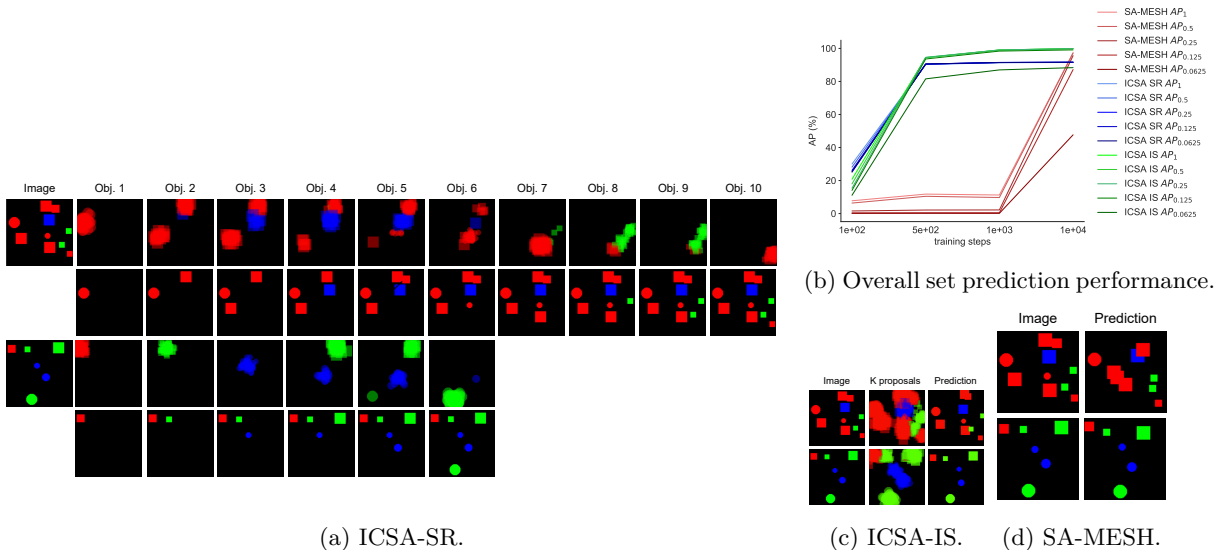 Image Obj. 1 Obj. 2 Obj. 3 Obj. 4 Obj. 5 Obj. 6 Obj. 7 Obj. 8 Obj. 9 Obj. 10
(a) ICSA-SR.
100
80
60
40
20
0
AP (%)
1e+02 5e+02 1e+03 1e+04
training steps
SA-MESH AP₁
SA-MESH AP₀.₅
SA-MESH AP₀.₂₅
SA-MESH AP₀.₁₂₅
SA-MESH AP₀.₀₆₂₅
ICSA SR AP₁
ICSA SR AP₀.₅
ICSA SR AP₀.₂₅
ICSA SR AP₀.₁₂₅
ICSA SR AP₀.₀₆₂₅
ICSA IS AP₁
ICSA IS AP₀.₅
ICSA IS AP₀.₂₅
ICSA IS AP₀.₁₂₅
ICSA IS AP₀.₀₆₂₅
(b) Overall set prediction performance.
Image K proposals Prediction
(c) ICSA-IS.
Image Prediction
(d) SA-MESH.